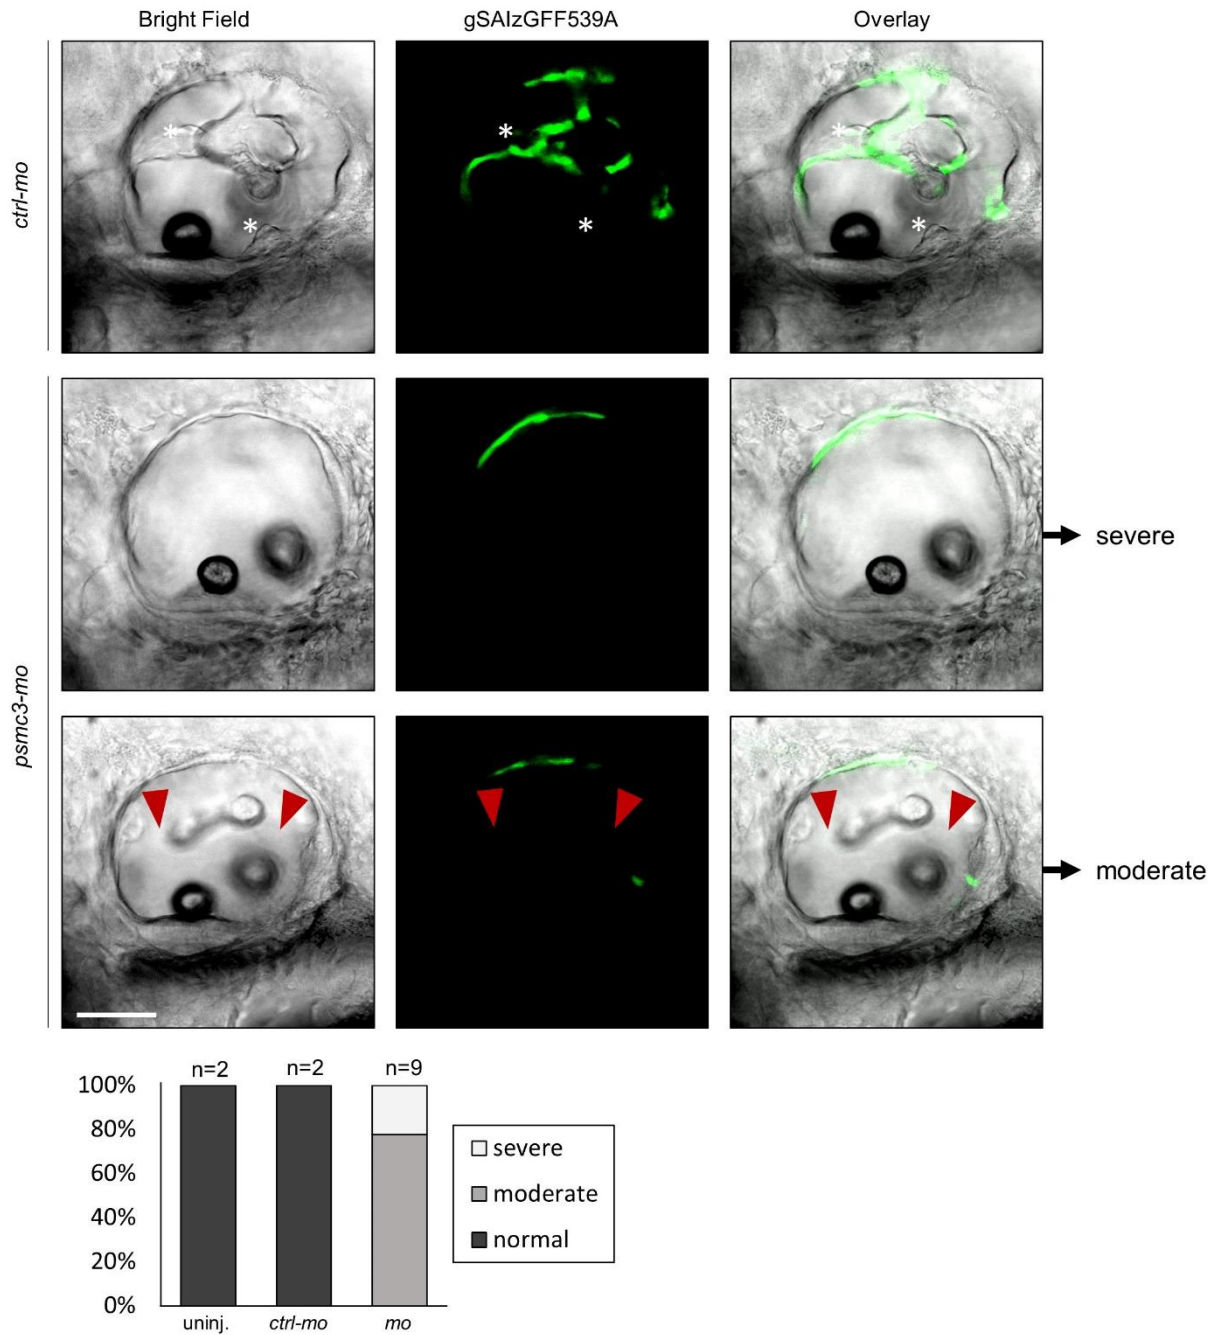 Bright Field
gSAIzGFF539A
Overlay
ctrl-mo
*
*
*
*
*
*
psmc3-mo
severe
moderate
n=2
n=2
n=9
100%
80%
60%
40%
20%
0%
severe
moderate
normal
uninj.
ctrl-mo
mo